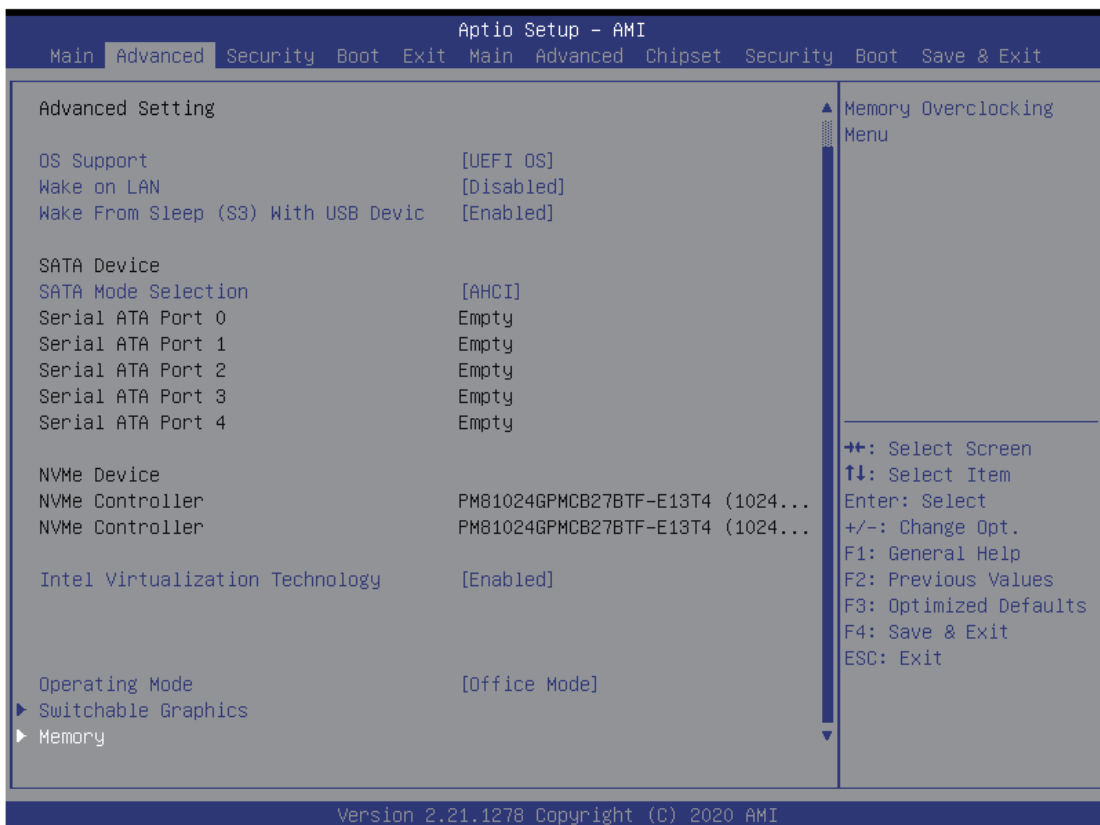 Aptio Setup – AMI
Main Advanced Security Boot Exit Main Advanced Chipset Security Boot Save & Exit
Advanced Setting
OS Support [UEFI OS]
Wake on LAN [Disabled]
Wake From Sleep (S3) With USB Devic [Enabled]
SATA Device
SATA Mode Selection [AHCI]
Serial ATA Port 0 Empty
Serial ATA Port 1 Empty
Serial ATA Port 2 Empty
Serial ATA Port 3 Empty
Serial ATA Port 4 Empty
NVMe Device
NVMe Controller PM81024GPMCB27BTF-E13T4 (1024...
NVMe Controller PM81024GPMCB27BTF-E13T4 (1024...
Intel Virtualization Technology [Enabled]
Operating Mode [Office Mode]
Switchable Graphics
Memory
Memory Overclocking
Menu
→←: Select Screen
↑↓: Select Item
Enter: Select
+/-: Change Opt.
F1: General Help
F2: Previous Values
F3: Optimized Defaults
F4: Save & Exit
ESC: Exit
Version 2.21.1278 Copyright (C) 2020 AMI